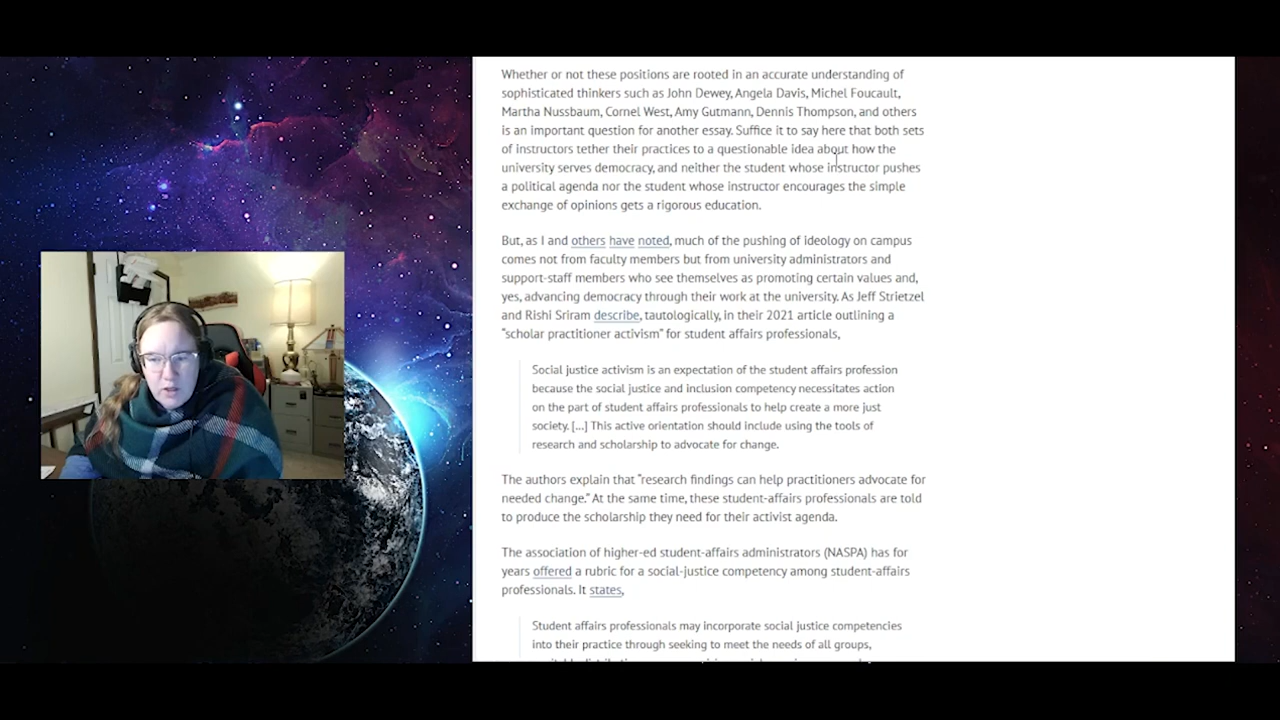 Whether or not these positions are rooted in an accurate understanding of
sophisticated thinkers such as John Dewey, Angela Davis, Michel Foucault,
Martha Nussbaum, Cornel West, Amy Gutmann, Dennis Thompson, and others
is an important question for another essay. Suffice it to say here that both sets
of instructors tether their practices to a questionable idea about how the
university serves democracy, and neither the student whose instructor pushes
a political agenda nor the student whose instructor encourages the simple
exchange of opinions gets a rigorous education.
But, as I and others have noted, much of the pushing of ideology on campus
comes not from faculty members but from university administrators and
support-staff members who see themselves as promoting certain values and,
yes, advancing democracy through their work at the university. As Jeff Strietzel
and Rishi Sriram describe, tautologically, in their 2021 article outlining a
“scholar practitioner activism” for student affairs professionals,
Social justice activism is an expectation of the student affairs profession
because the social justice and inclusion competency necessitates action
on the part of student affairs professionals to help create a more just
society. […] This active orientation should include using the tools of
research and scholarship to advocate for change.
The authors explain that “research findings can help practitioners advocate for
needed change.” At the same time, these student-affairs professionals are told
to produce the scholarship they need for their activist agenda.
The association of higher-ed student-affairs administrators (NASPA) has for
years offered a rubric for a social-justice competency among student-affairs
professionals. It states,
Student affairs professionals may incorporate social justice competencies
into their practice through seeking to meet the needs of all groups,